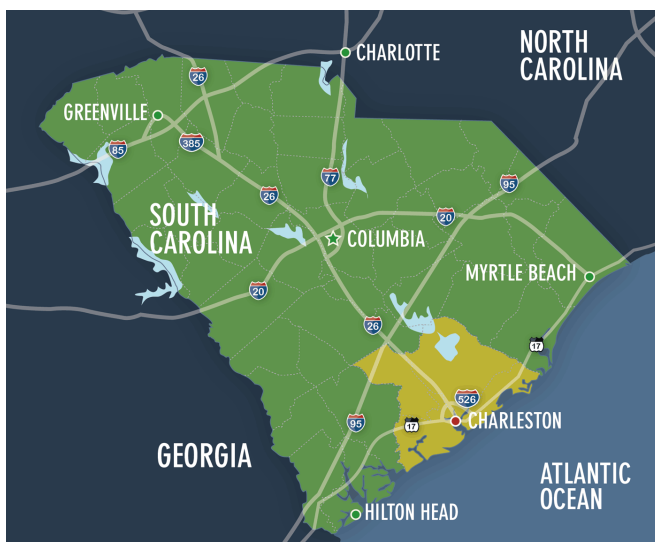 NORTH
CAROLINA
CHARLOTTE
26
GREENVILLE
85
385
77
95
26
20
SOUTH
CAROLINA
COLUMBIA
MYRTLE BEACH
20
26
17
526
95
17
CHARLESTON
GEORGIA
ATLANTIC
OCEAN
HILTON HEAD